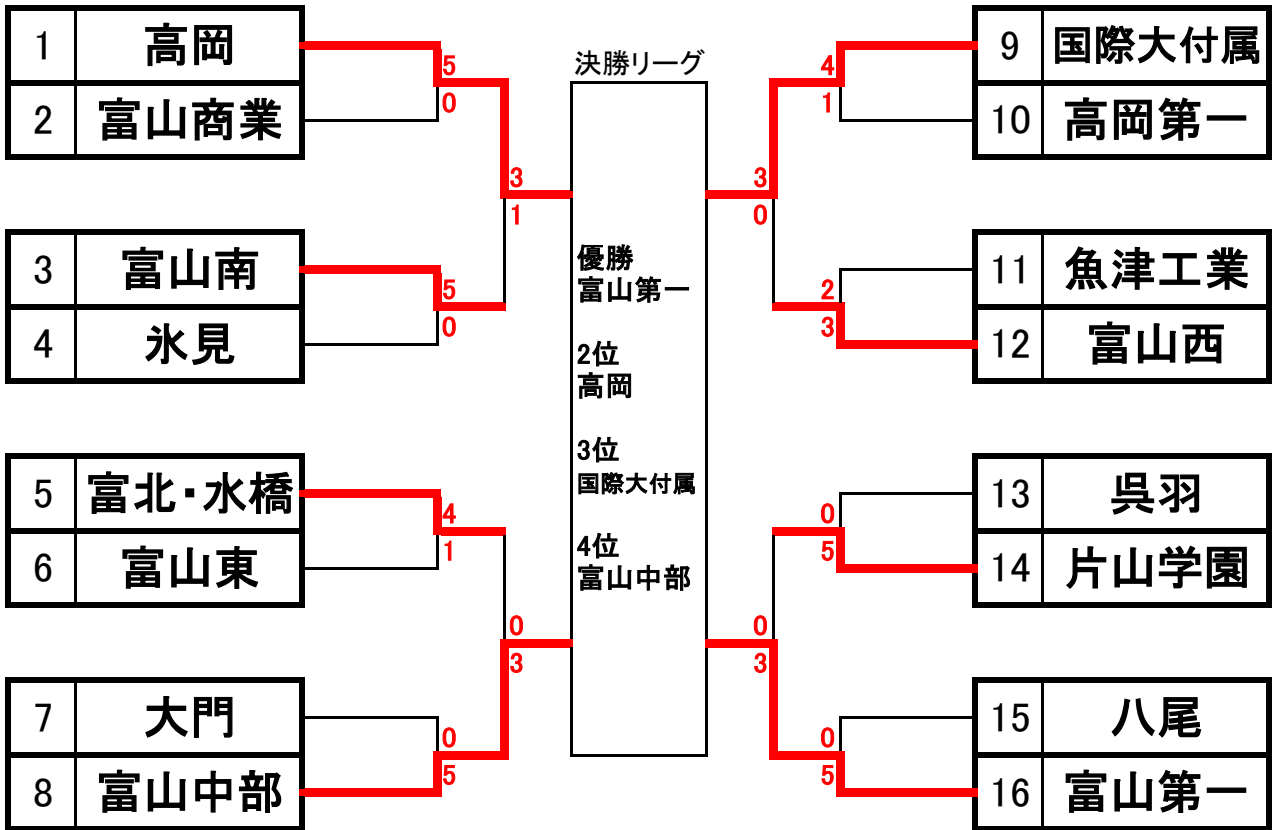 1 高岡
5
0
2 富山商業
3
1
3 富山南
5
0
4 氷見
5 富北・水橋
4
1
6 富山東
0
3
7 大門
0
5
8 富山中部
決勝リーグ
優勝
富山第一
2位
高岡
3位
国際大付属
4位
富山中部
9 国際大付属
4
1
10 高岡第一
3
0
11 魚津工業
2
3
12 富山西
13 呉羽
0
5
14 片山学園
0
3
15 八尾
0
5
16 富山第一